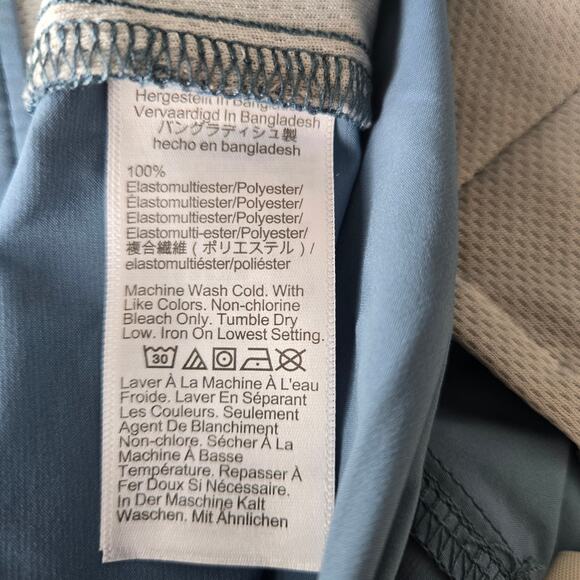 Hergestellt In Bangladesh
Vervaardigd In Bangladesh
バングラディシュ製
hecho en bangladesh
100%
Elastomultiester/Polyester/
Élastomultiester/Polyester/
Elastomultiester/Polyester/
Elastomulti-ester/Polyester/
複合繊維(ポリエステル)/
elastomultiéster/poliéster
Machine Wash Cold. With
Like Colors. Non-chlorine
Bleach Only. Tumble Dry
Low. Iron On Lowest Setting.
30
Laver À La Machine À L'eau
Froide. Laver En Séparant
Les Couleurs. Seulement
Agent De Blanchiment
Non-chlore. Sécher À La
Machine À Basse
Température. Repasser À
Fer Doux Si Nécessaire.
In Der Maschine Kalt
Waschen. Mit Ähnlichen